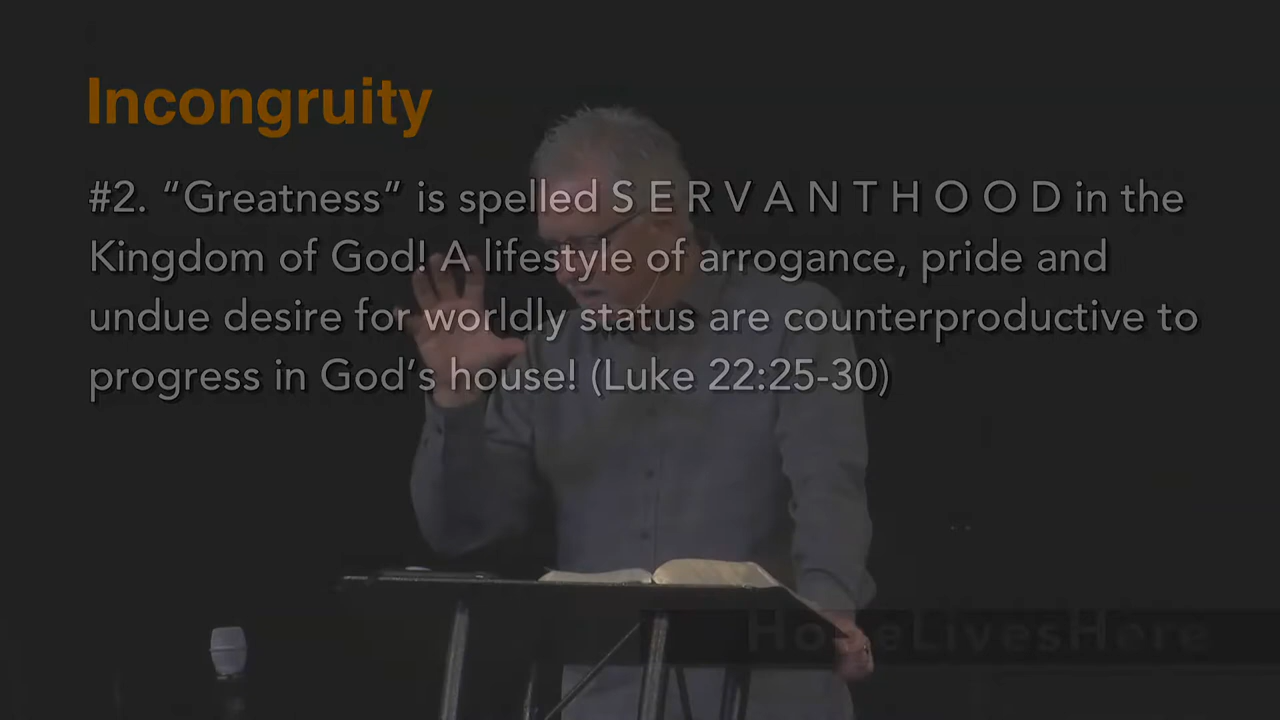 Incongruity
#2. “Greatness” is spelled S E R V A N T H O O D in the
Kingdom of God! A lifestyle of arrogance, pride and
undue desire for worldly status are counterproductive to
progress in God’s house! (Luke 22:25-30)
HopeLivesHere